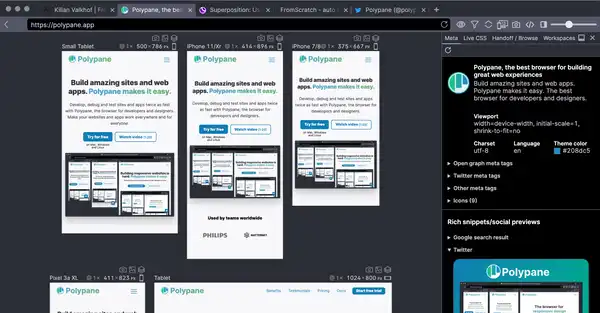 Kilian Valkhof | Fe
Polypane, the best
Superposition: Us
FromScratch - auto
Polypane (@polyp
https://polypane.app
Meta Live CSS Handoff / Browse Workspaces
Small Tablet 500 × 786
iPhone 11/Xr 414 × 896
iPhone 7/8 375 × 667
Polypane
Build amazing sites and web apps. Polypane makes it easy.
Develop, debug and test sites and apps twice as fast with Polypane, the browser for developers and designers. Make your websites and apps work everywhere and for everyone
Try for free
Watch video
or Mac, Windows and Linux
Polypane
Build amazing sites and web apps. Polypane makes it easy.
Develop, debug and test sites and apps twice as fast with Polypane, the browser for developers and designers.
Try for free
Watch video
Used by teams worldwide
PHILIPS
Polypane
Build amazing sites and web apps. Polypane makes it easy.
Develop, debug and test sites and apps twice as fast with Polypane, the browser for developers and designers.
Try for free
Watch video
Pixel 3a XL 411 × 823
Polypane
Tablet 1024 × 800
Polypane
Benefits Testimonials Pricing Docs Start free trial
Polypane, the best browser for building
great web experiences
Build amazing sites and web apps.
Polypane makes it easy. The best
browser for developers and designers.
Viewport
width=device-width, initial-scale=1,
shrink-to-fit=no
Charset Language Theme color
utf-8 en #208dc5
Open graph meta tags
Twitter meta tags
Other meta tags
Icons (9)
Rich snippets/social previews
Google search result
Twitter
Polypane